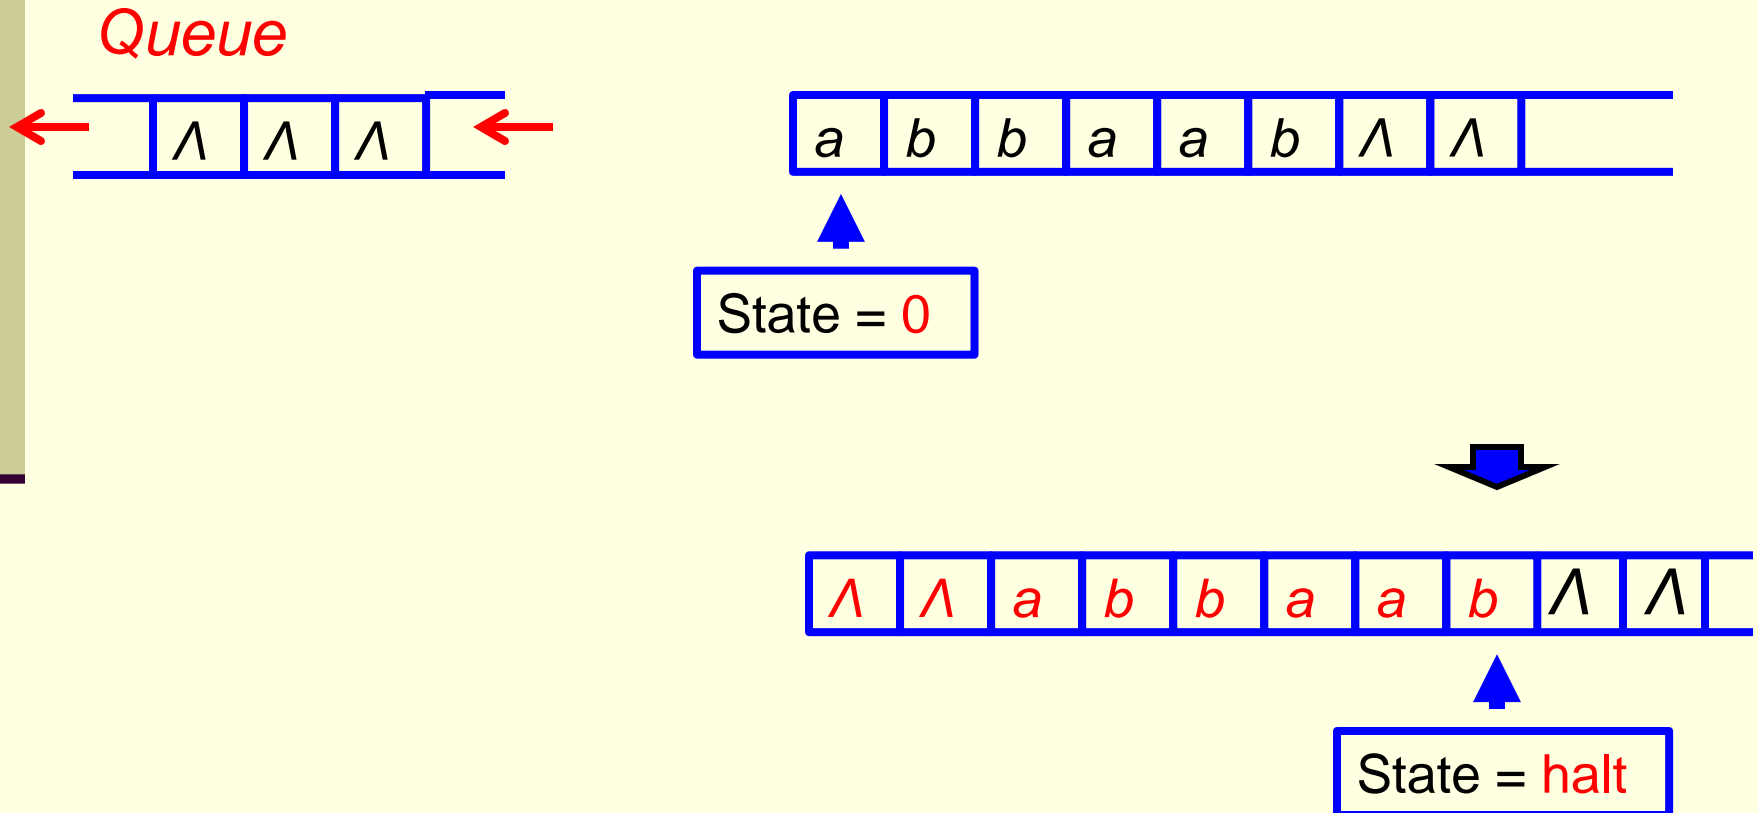 Queue
Λ Λ Λ
a b b a a b Λ Λ
State = 0
Λ Λ a b b a a b Λ Λ
State = halt